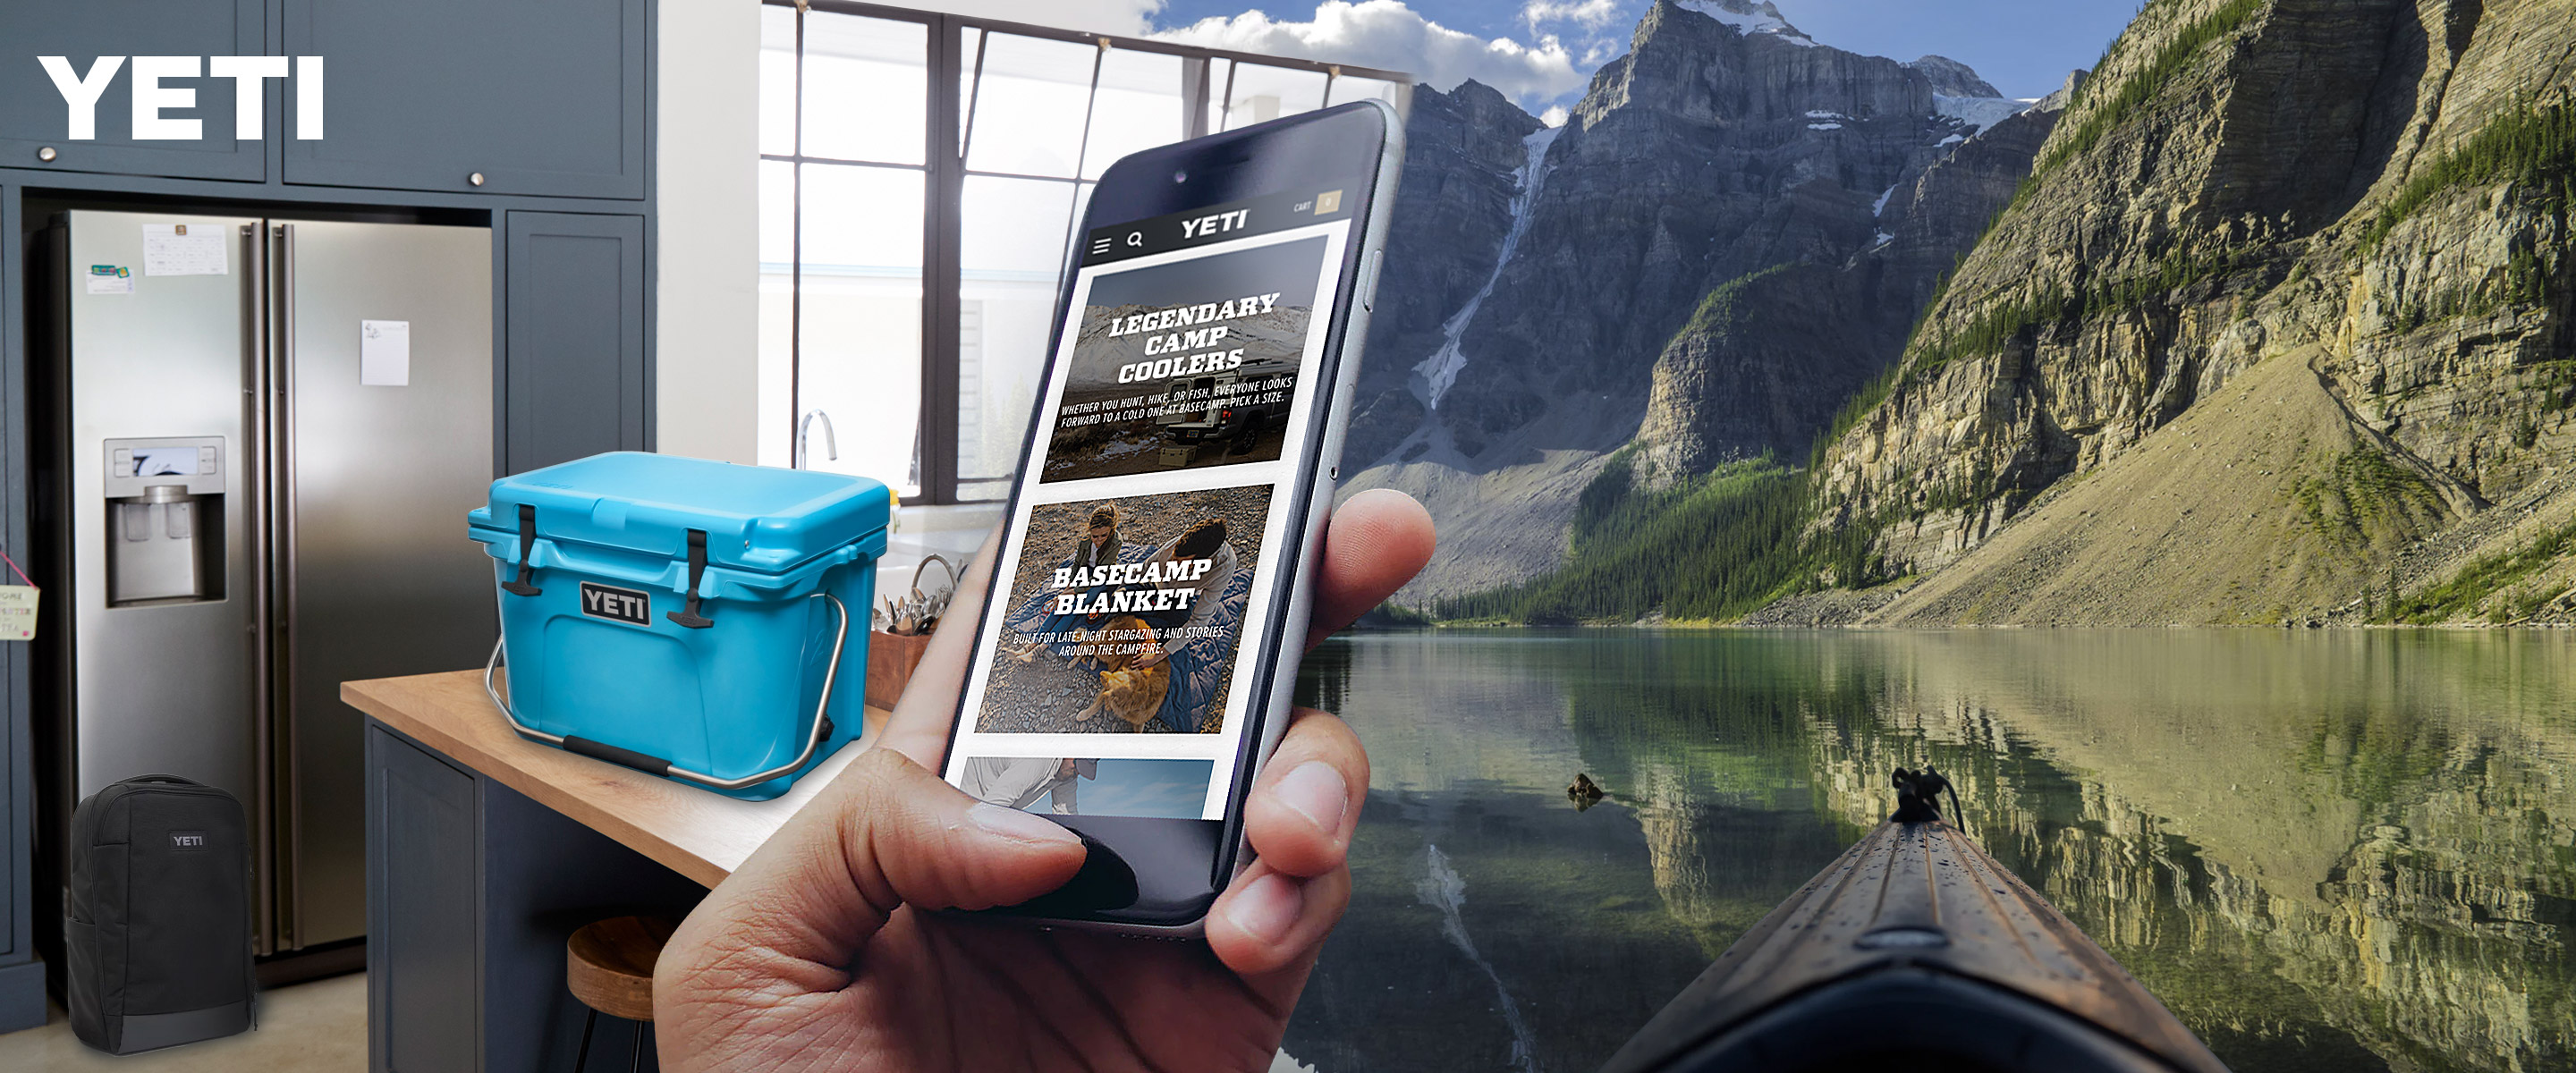 YETI
YETI
CART 0
LEGENDARY
CAMP
COOLERS
WHETHER YOU HUNT, HIKE, OR FISH, EVERYONE LOOKS
FORWARD TO A COLD ONE AT BASECAMP. PICK A SIZE.
BASECAMP
BLANKET
BUILT FOR LATE-NIGHT STARGAZING AND STORIES
AROUND THE CAMPFIRE.
YETI
YETI